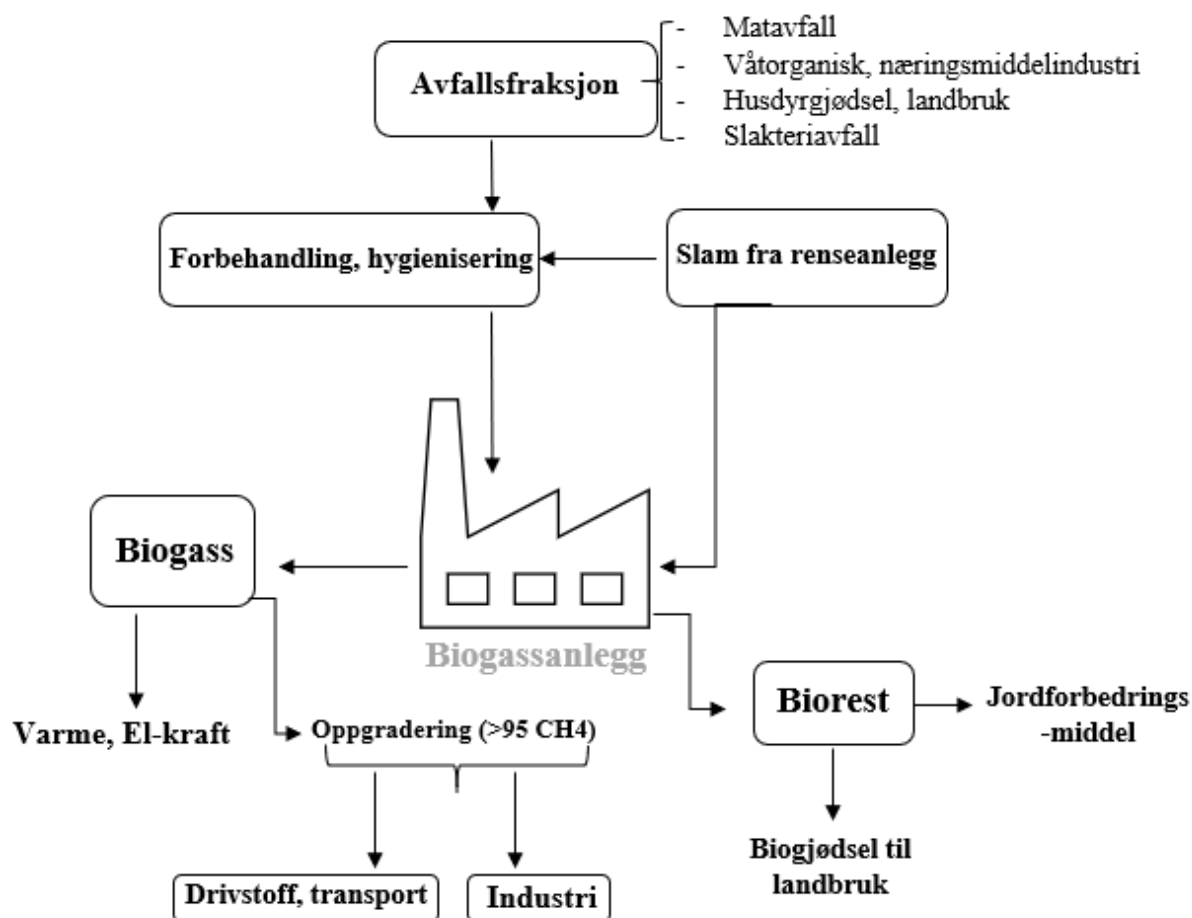 - Matavfall
- Våtorganisk, næringsmiddelindustri
Avfallsfraksjon
- Husdyrgjødsel, landbruk
- Slakteriavfall
Forbehandling, hygienisering
Slam fra renseanlegg
Biogass
Biogassanlegg
Varme, El-kraft
Oppgradering (>95 CH4)
Biorest
Jordforbedrings
-middel
Drivstoff, transport
Industri
Biogjødsel til
landbruk